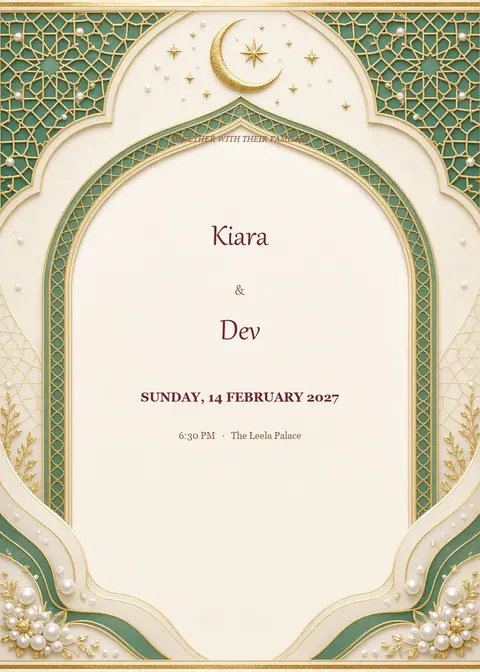 TOGETHER WITH THEIR FAMILIES
Kiara
&
Dev
SUNDAY, 14 FEBRUARY 2027
6:30 PM · The Leela Palace